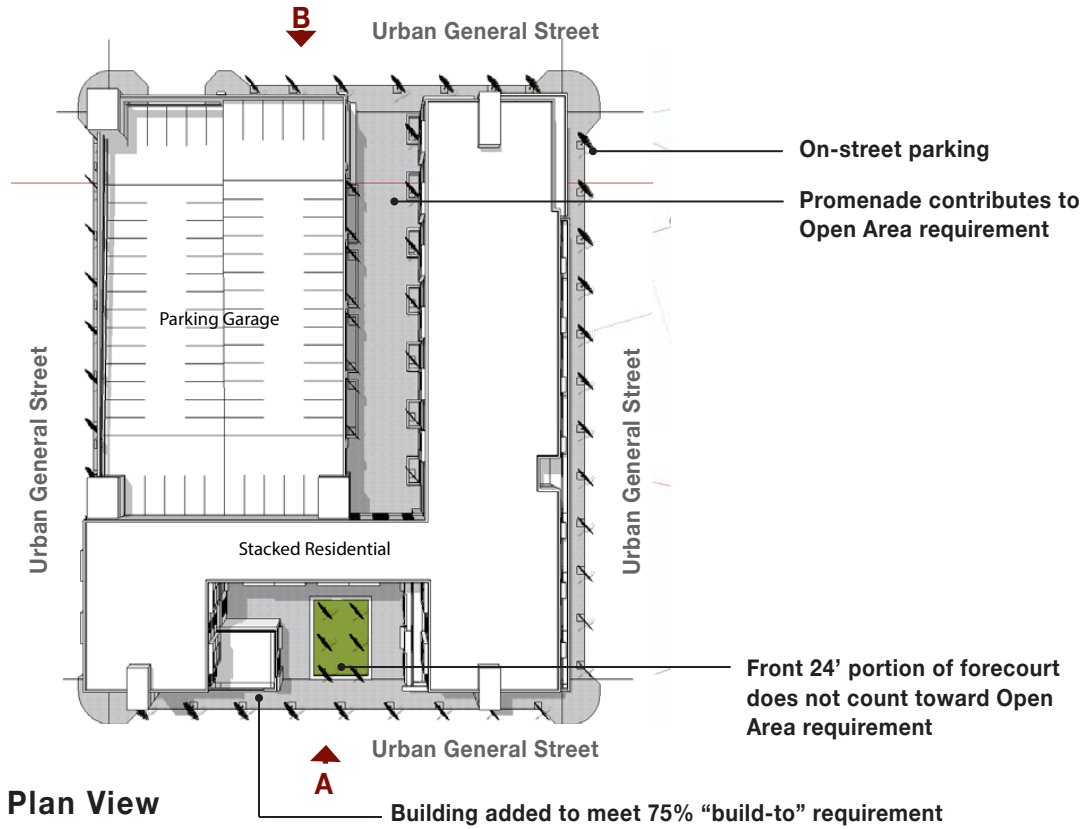 B
Urban General Street
On-street parking
Promenade contributes to
Open Area requirement
Parking Garage
Urban General Street
Urban General Street
Stacked Residential
Front 24’ portion of forecourt
does not count toward Open
Area requirement
Urban General Street
A
Plan View
Building added to meet 75% “build-to” requirement